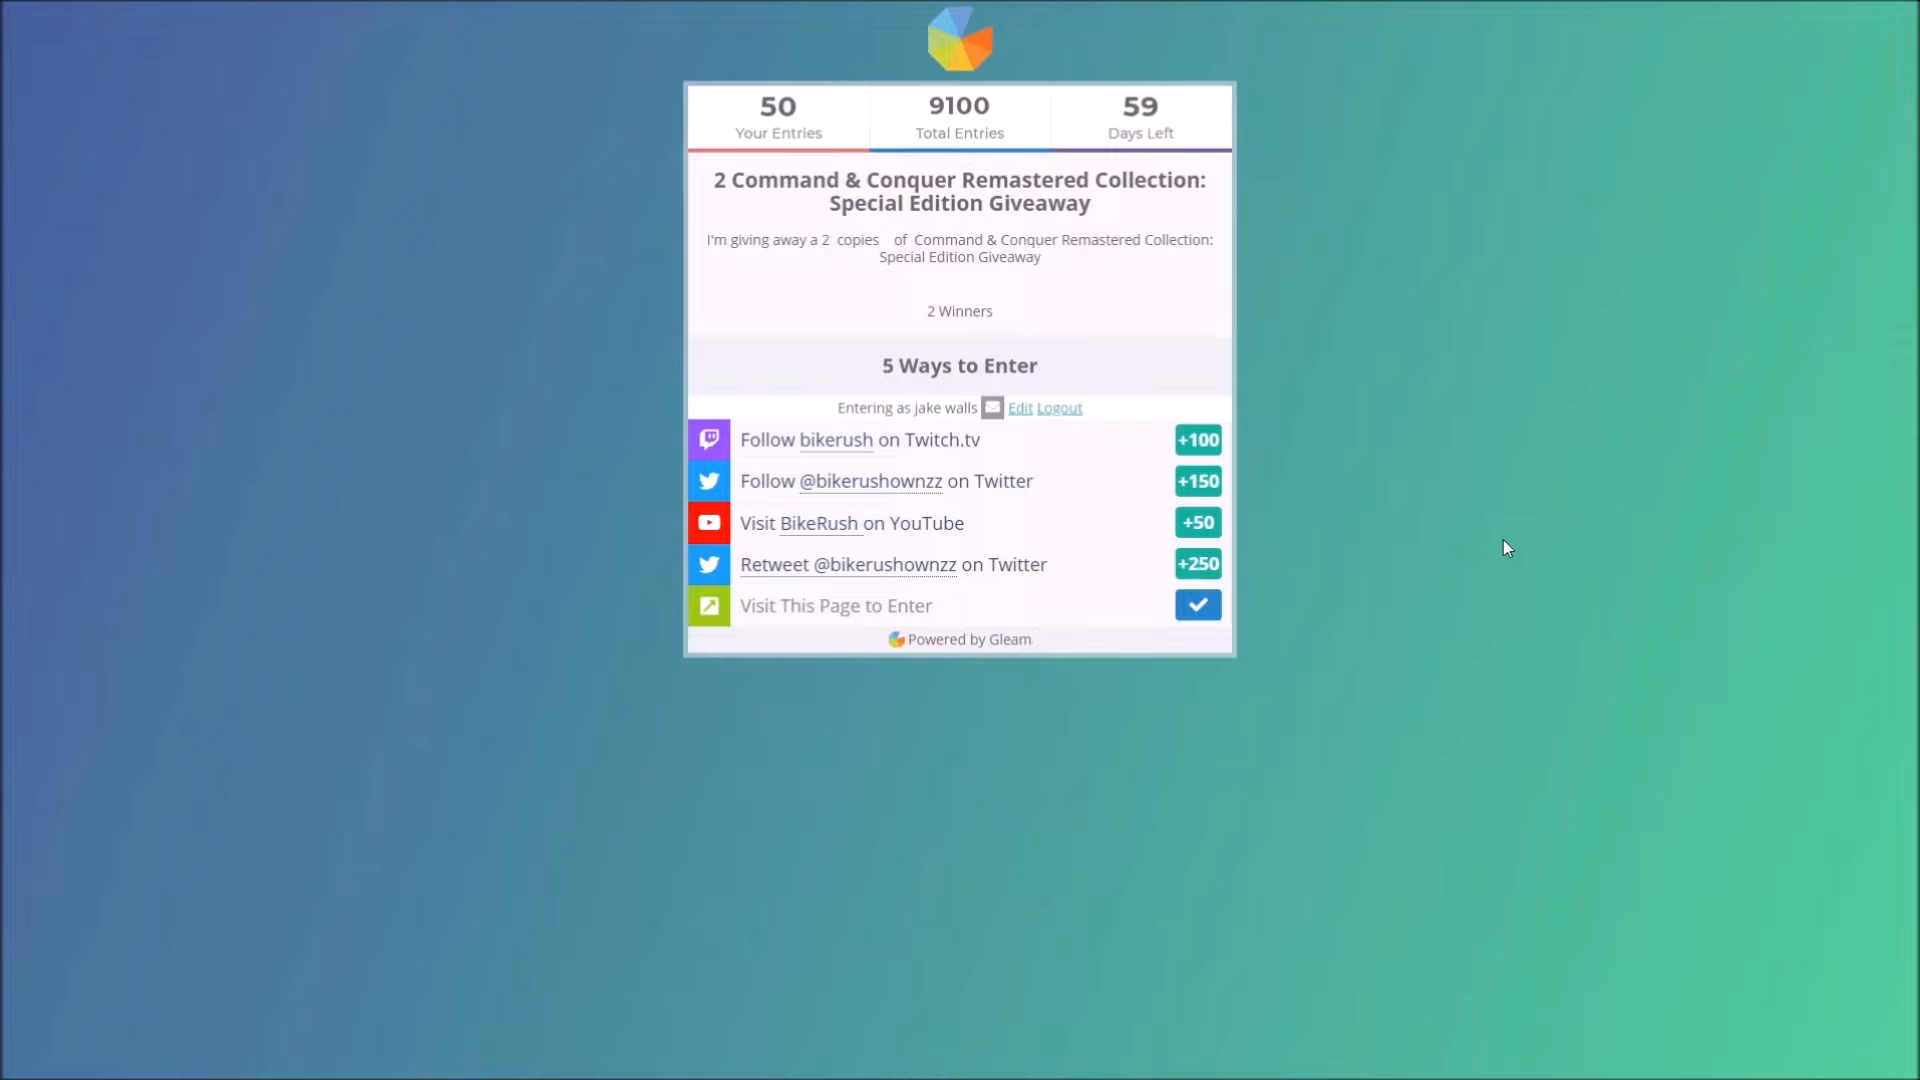 50
Your Entries
9100
Total Entries
59
Days Left
2 Command & Conquer Remastered Collection:
Special Edition Giveaway
I'm giving away a 2 copies of Command & Conquer Remastered Collection:
Special Edition Giveaway
2 Winners
5 Ways to Enter
Entering as jake walls Edit Logout
Follow bikerush on Twitch.tv +100
Follow @bikerushownzz on Twitter +150
Visit BikeRush on YouTube +50
Retweet @bikerushownzz on Twitter +250
Visit This Page to Enter
Powered by Gleam